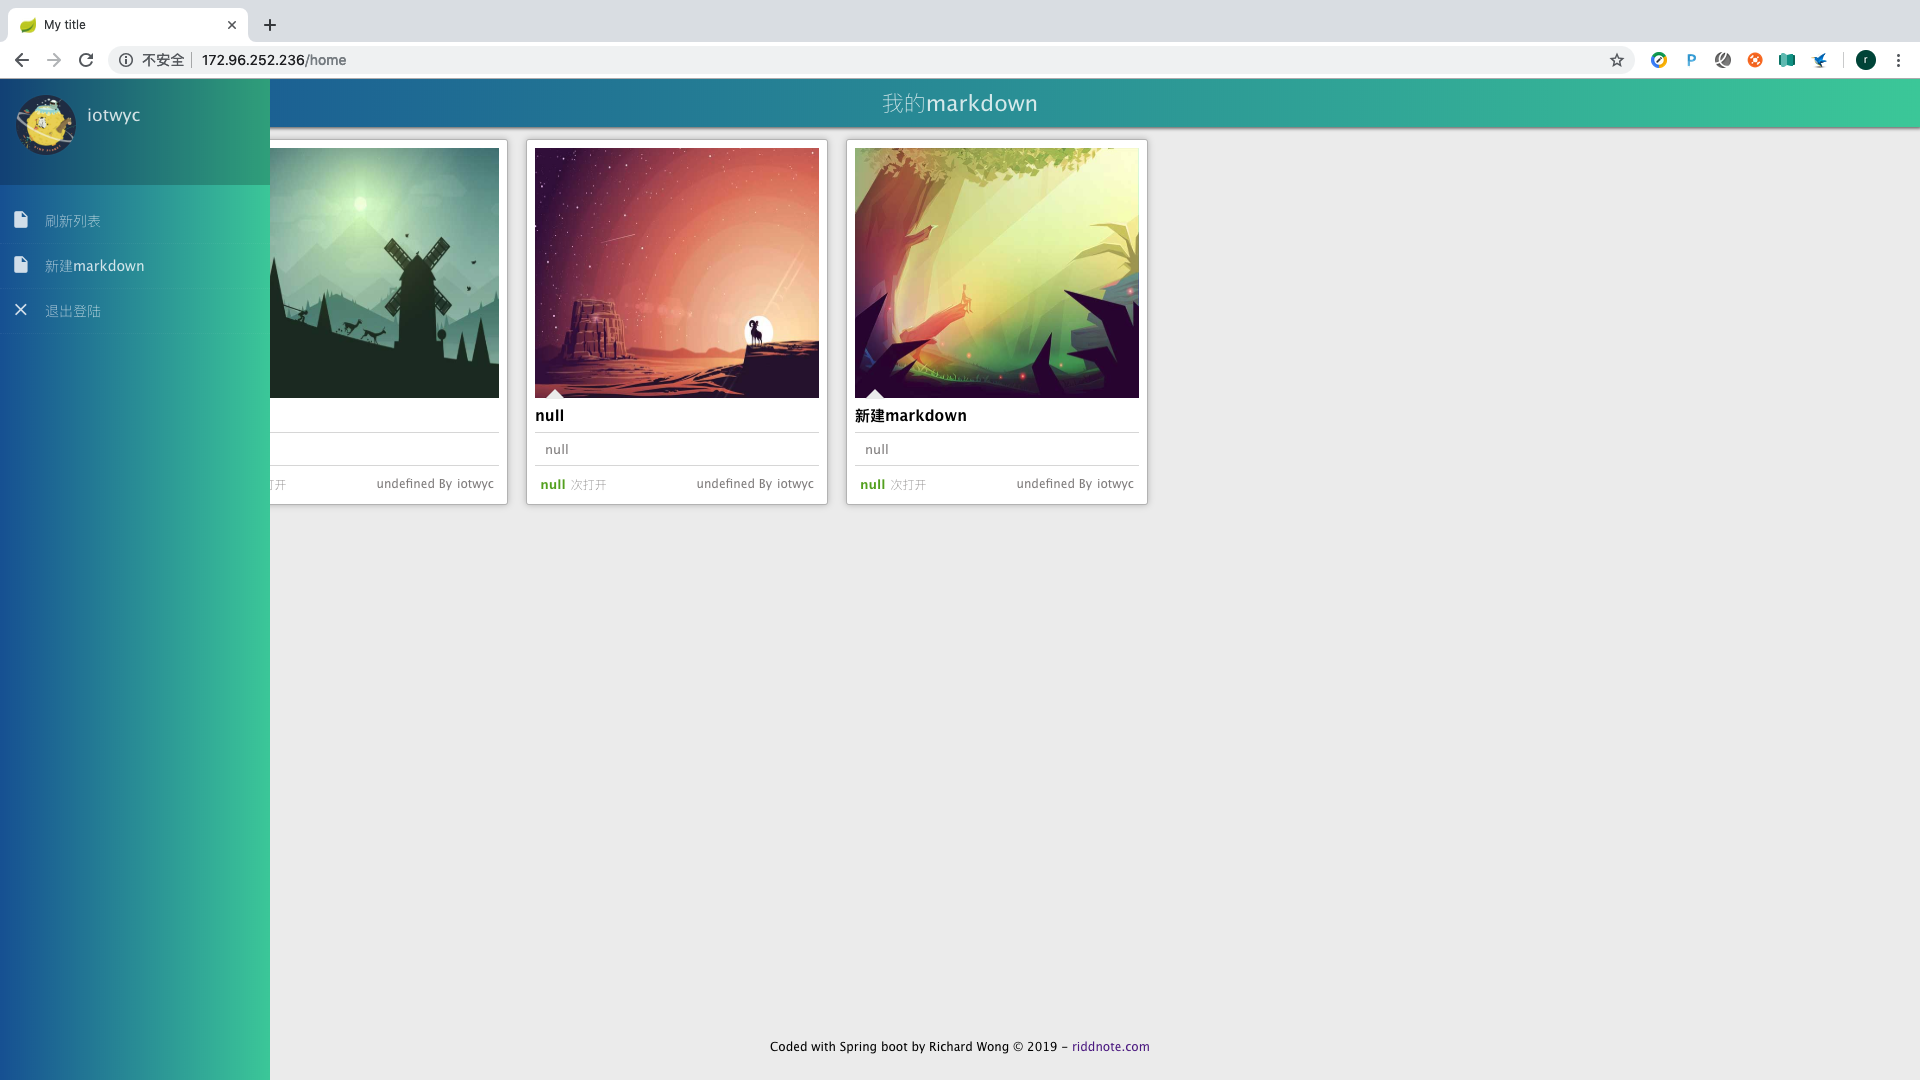 My title
不安全
172.96.252.236/home
iotwyc
我的markdown
刷新列表
新建markdown
退出登陆
打开
undefined By iotwyc
null
null
null 次打开
undefined By iotwyc
新建markdown
null
null 次打开
undefined By iotwyc
Coded with Spring boot by Richard Wong © 2019 - riddnote.com